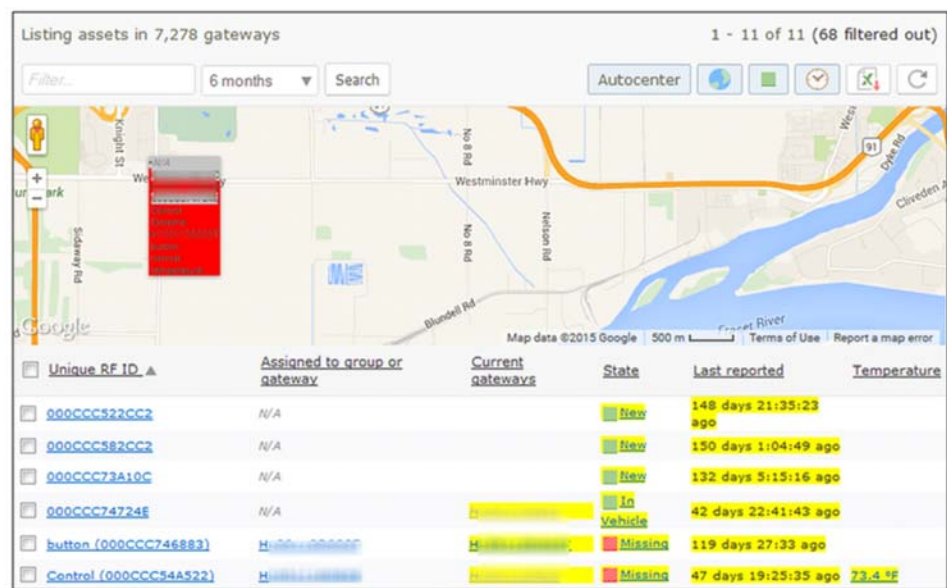 Listing assets in 7,278 gateways
1 - 11 of 11 (68 filtered out)
Filter...
6 months ▼
Search
Autocenter
Knight St
No 8 Rd
91
Dyke Rd
Westminster Hwy
Cliveden
N/A
Sidaway Rd
No 8 Rd
Nelson Rd
Blundell Rd
Google
Fraser River
Map data ©2015 Google
500 m
Terms of Use
Report a map error
Unique RF ID ▲ Assigned to group or gateway Current gateways State Last reported Temperature
000CCC522CC2 N/A New 148 days 21:35:23 ago
000CCC582CC2 N/A New 150 days 1:04:49 ago
000CCC73A10C N/A New 132 days 5:15:16 ago
000CCC74724E N/A In Vehicle 42 days 22:41:43 ago
button (000CCC746883) Missing 119 days 27:33 ago
Control (000CCC54A522) Missing 47 days 19:25:35 ago 73.4 °F